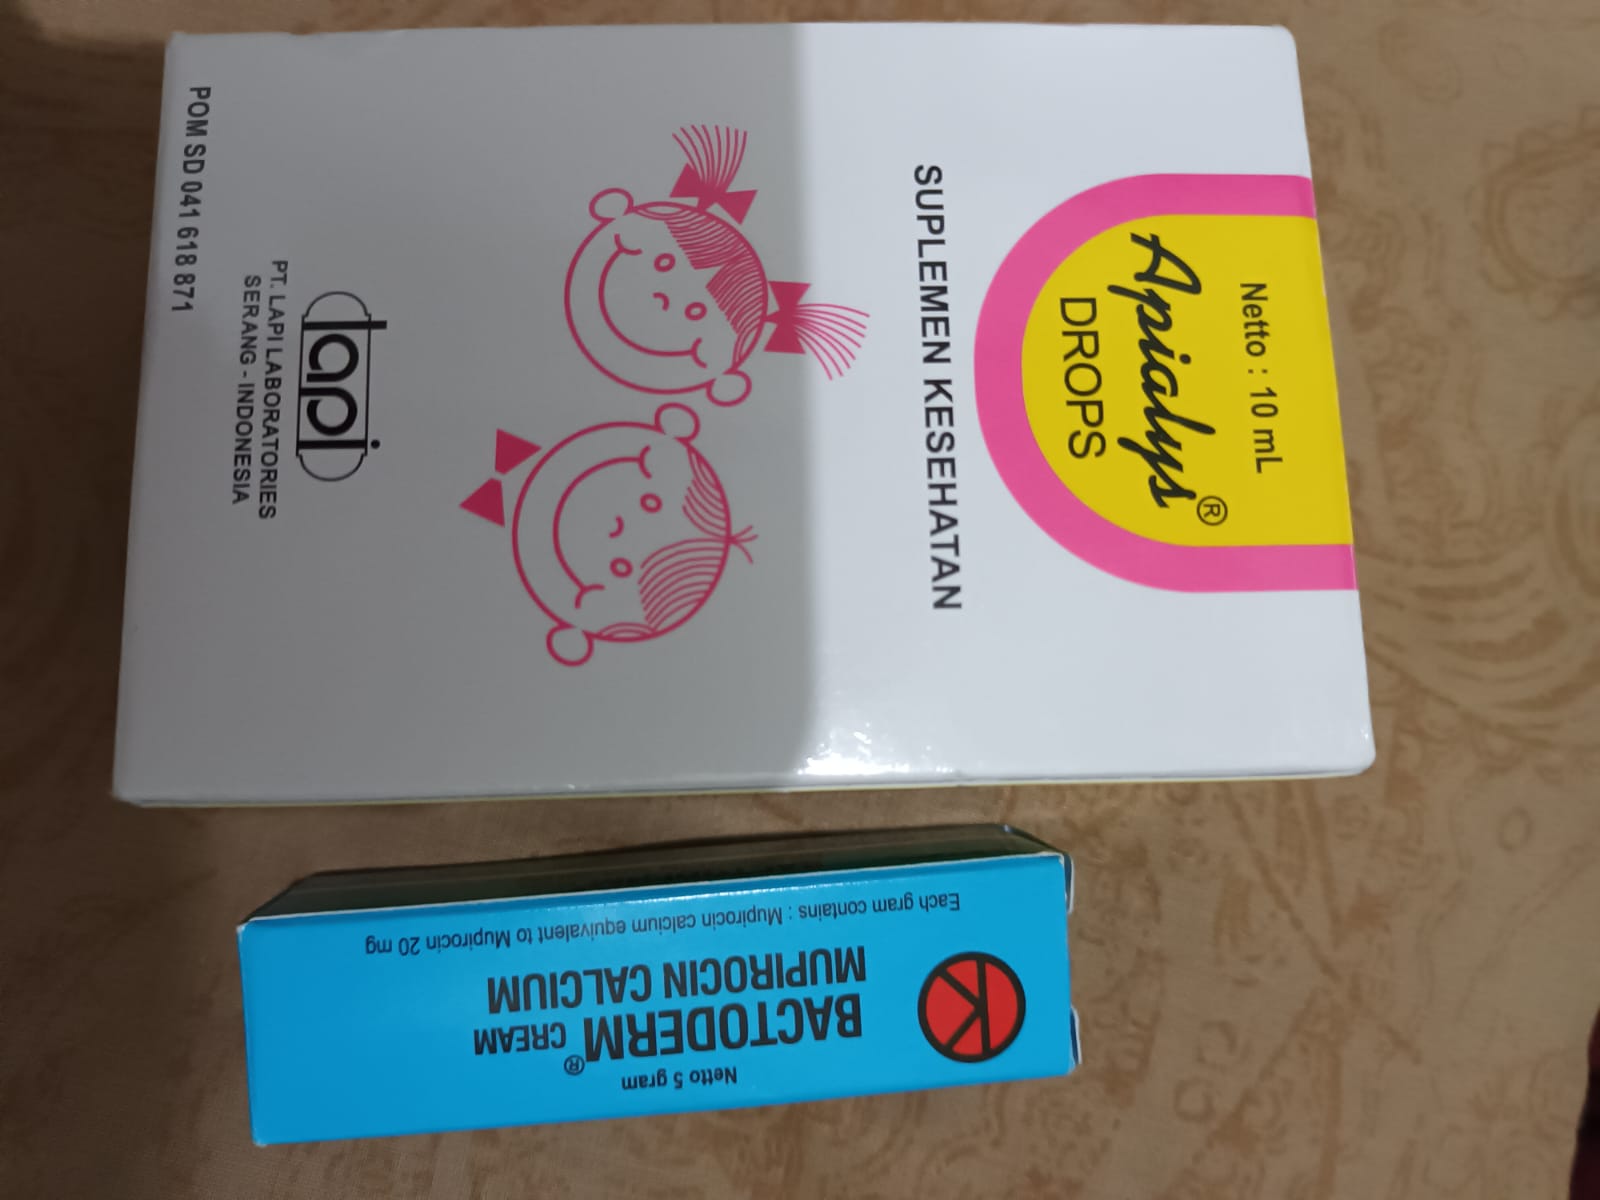 Netto : 10 mL
Apialys®
DROPS
SUPLEMEN KESEHATAN
lapi
PT. LAPI LABORATORIES
SERANG - INDONESIA
POM SD 041 618 871
Netto 5 gram
BACTODERM® CREAM
MUPIROCIN CALCIUM
Each gram contains : Mupirocin calcium equivalent to Mupirocin 20 mg
K